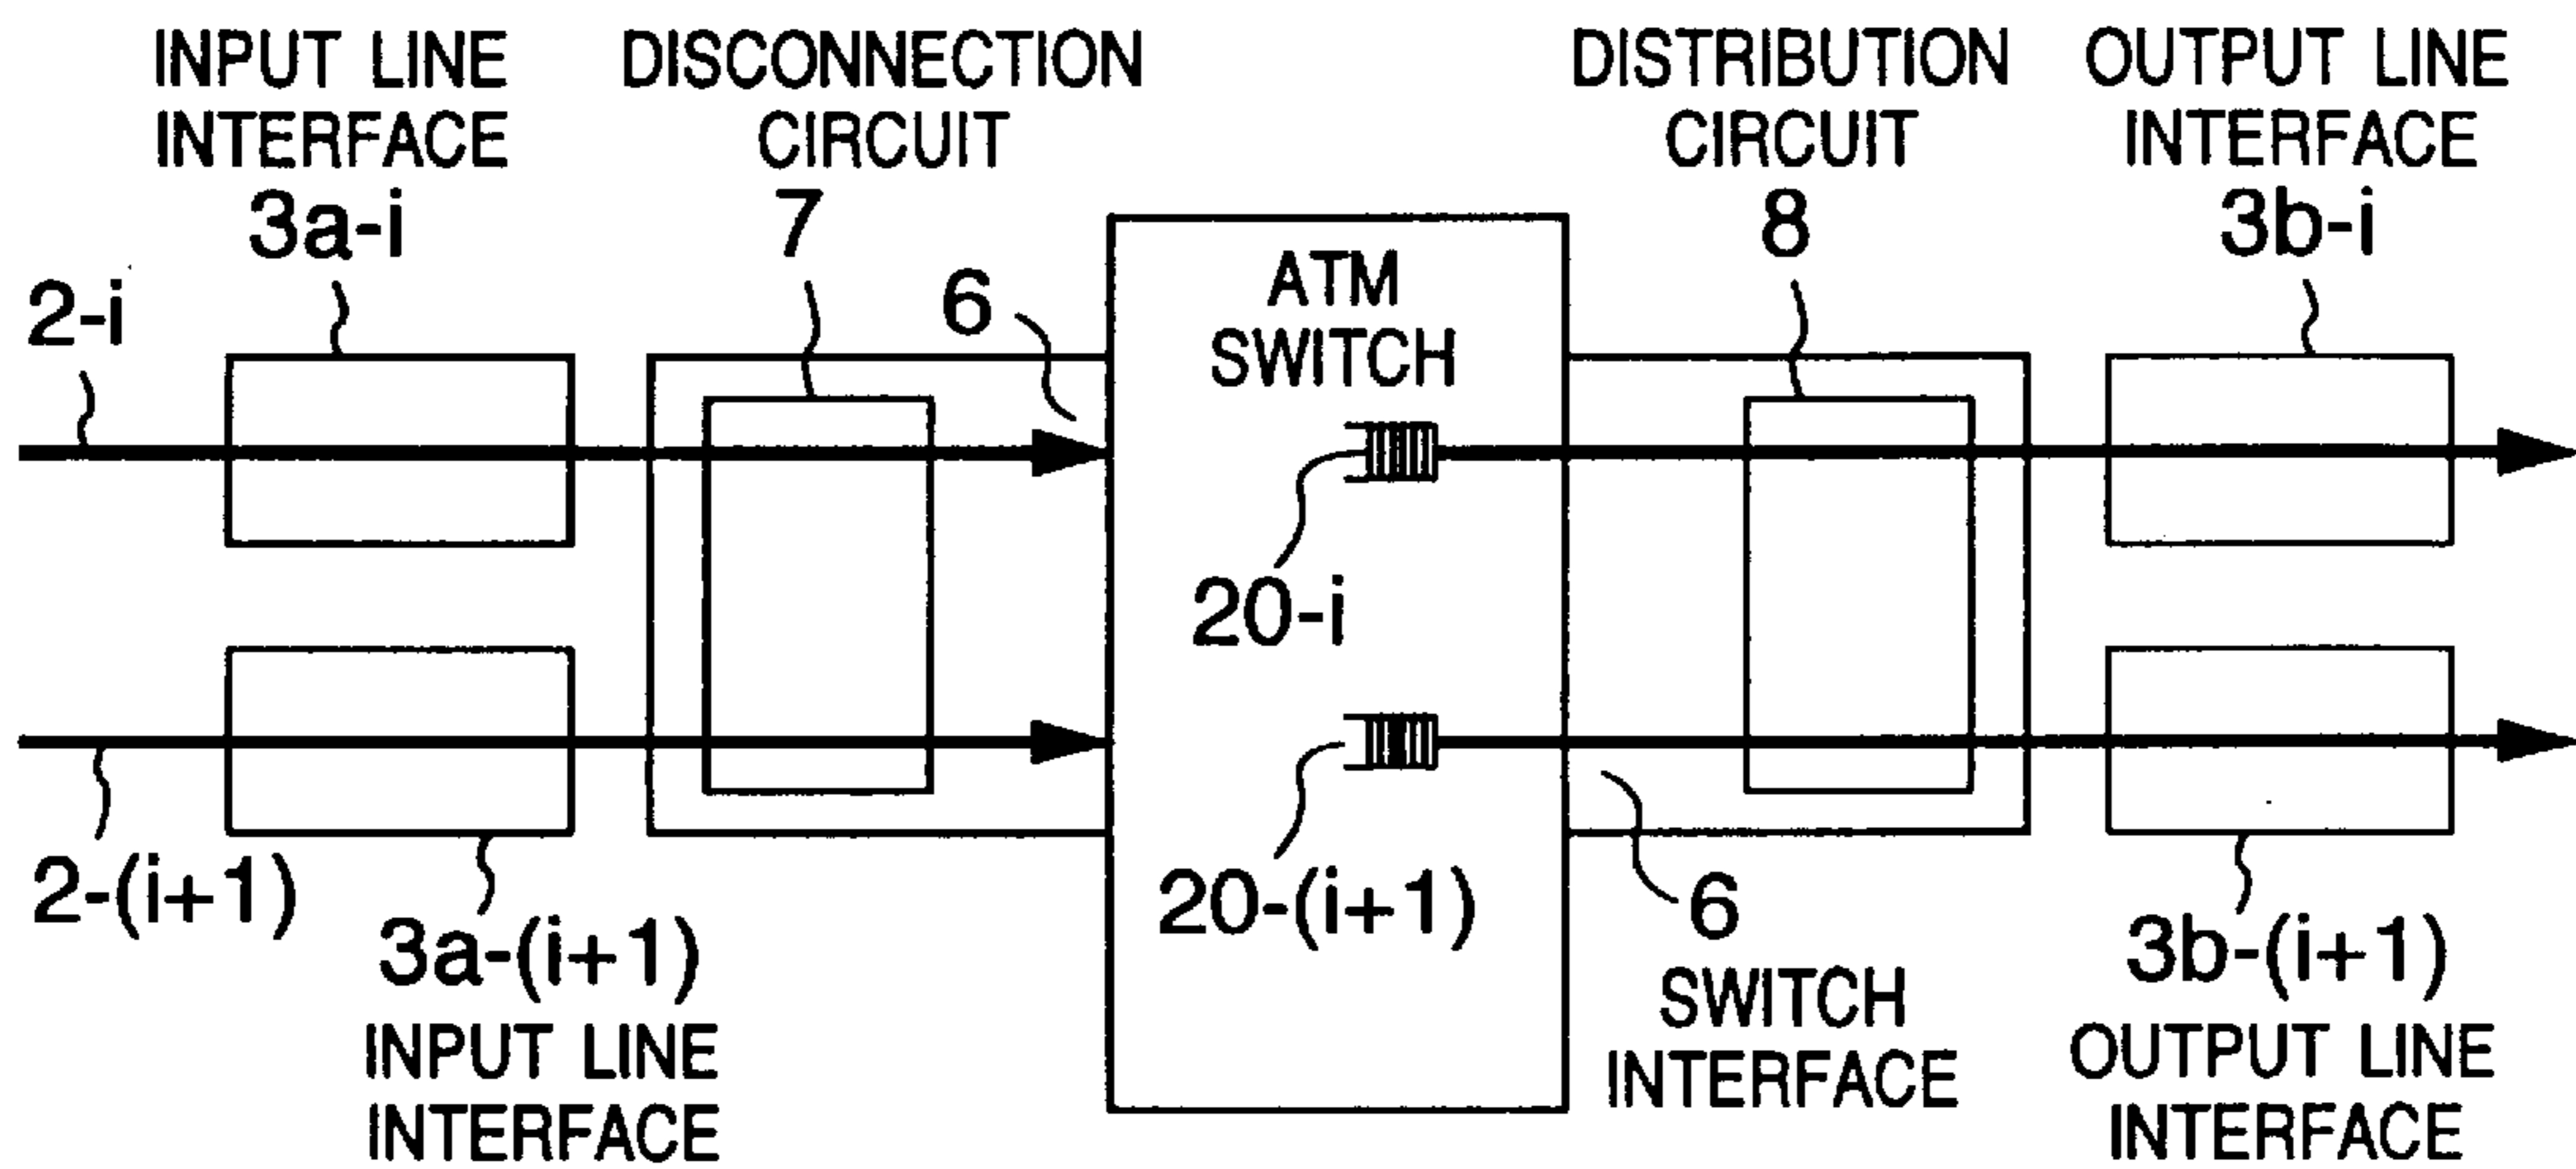 INPUT LINE
INTERFACE
3a-i
DISCONNECTION
CIRCUIT
7
DISTRIBUTION
CIRCUIT
8
OUTPUT LINE
INTERFACE
3b-i
2-i
6
ATM
SWITCH
20-i
2-(i+1)
3a-(i+1)
INPUT LINE
INTERFACE
20-(i+1)
6
SWITCH
INTERFACE
3b-(i+1)
OUTPUT LINE
INTERFACE